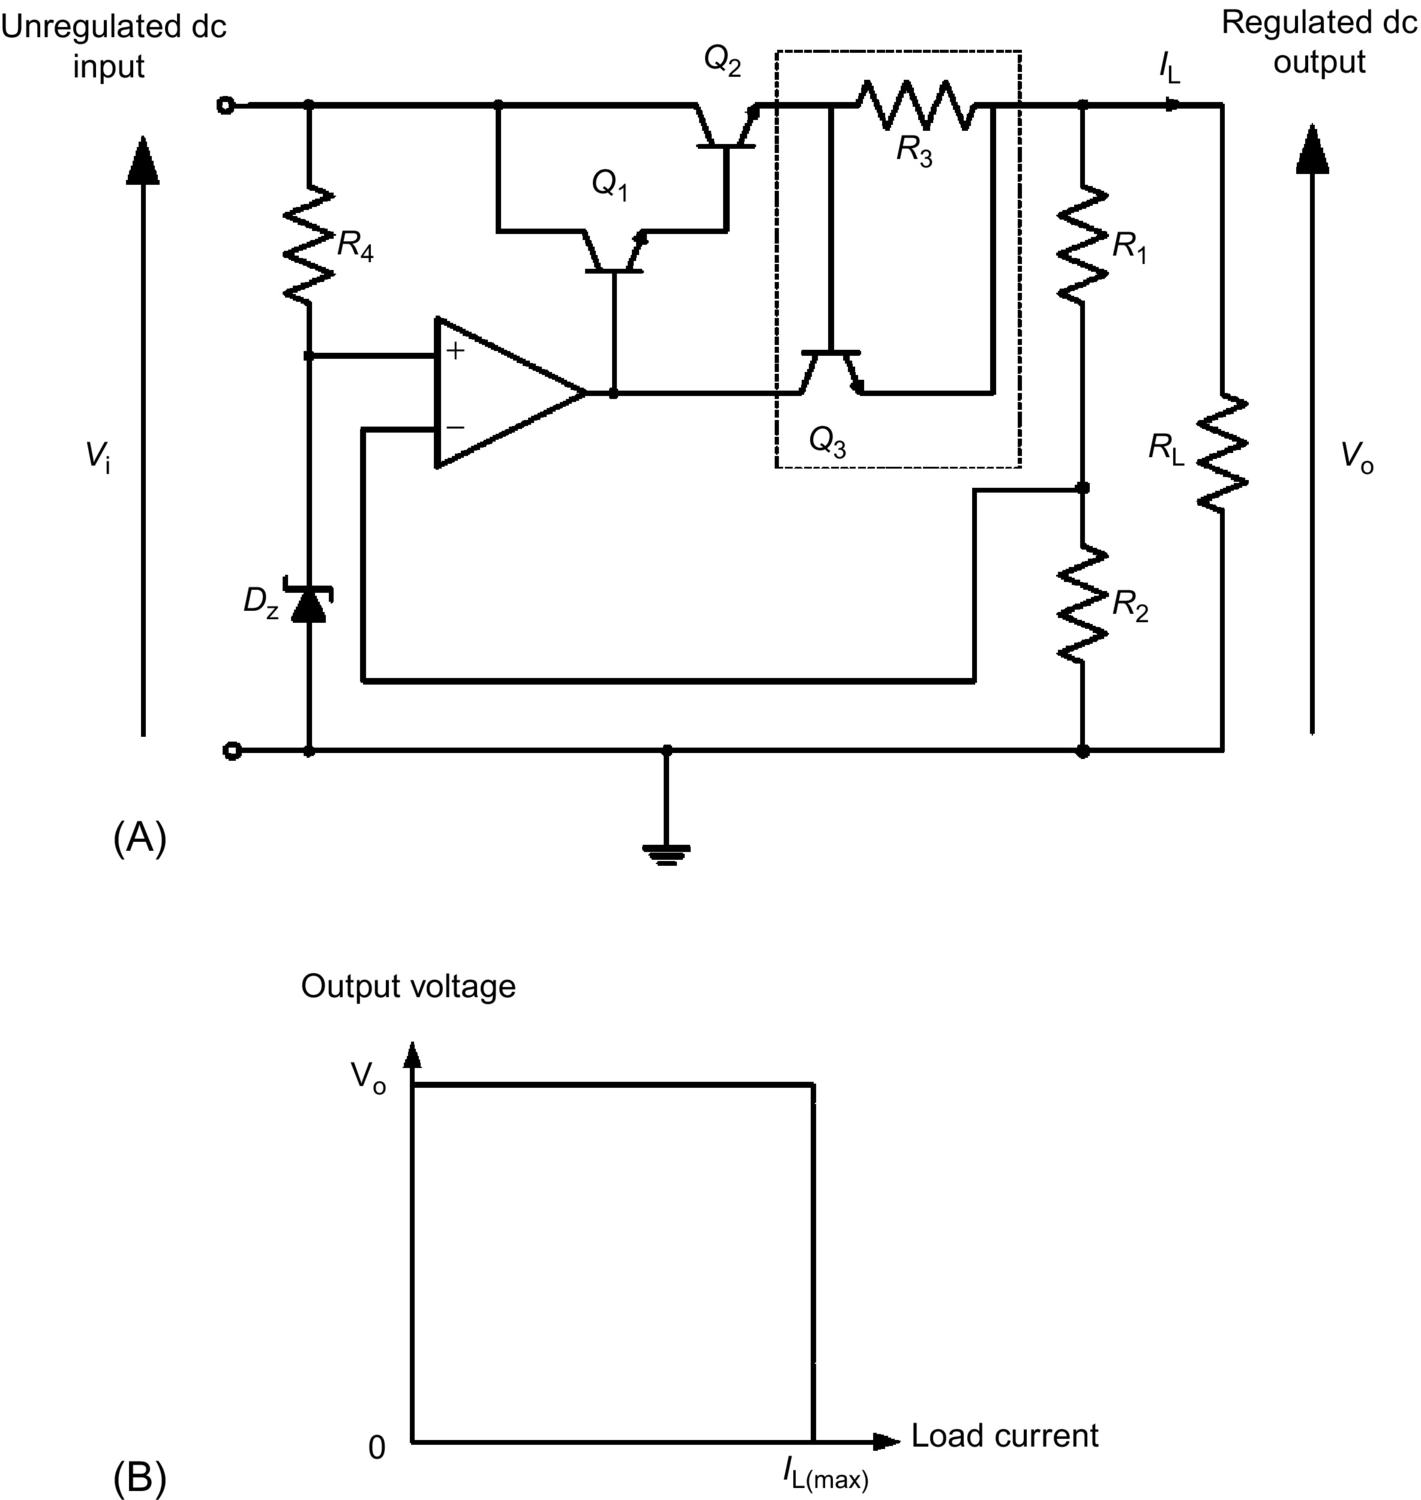 Unregulated dc
input
Regulated dc
output
Q2
IL
R3
Q1
R4
R1
+
−
Q3
Vi
RL
Vo
Dz
R2
(A)
Output voltage
Vo
0
Load current
IL(max)
(B)